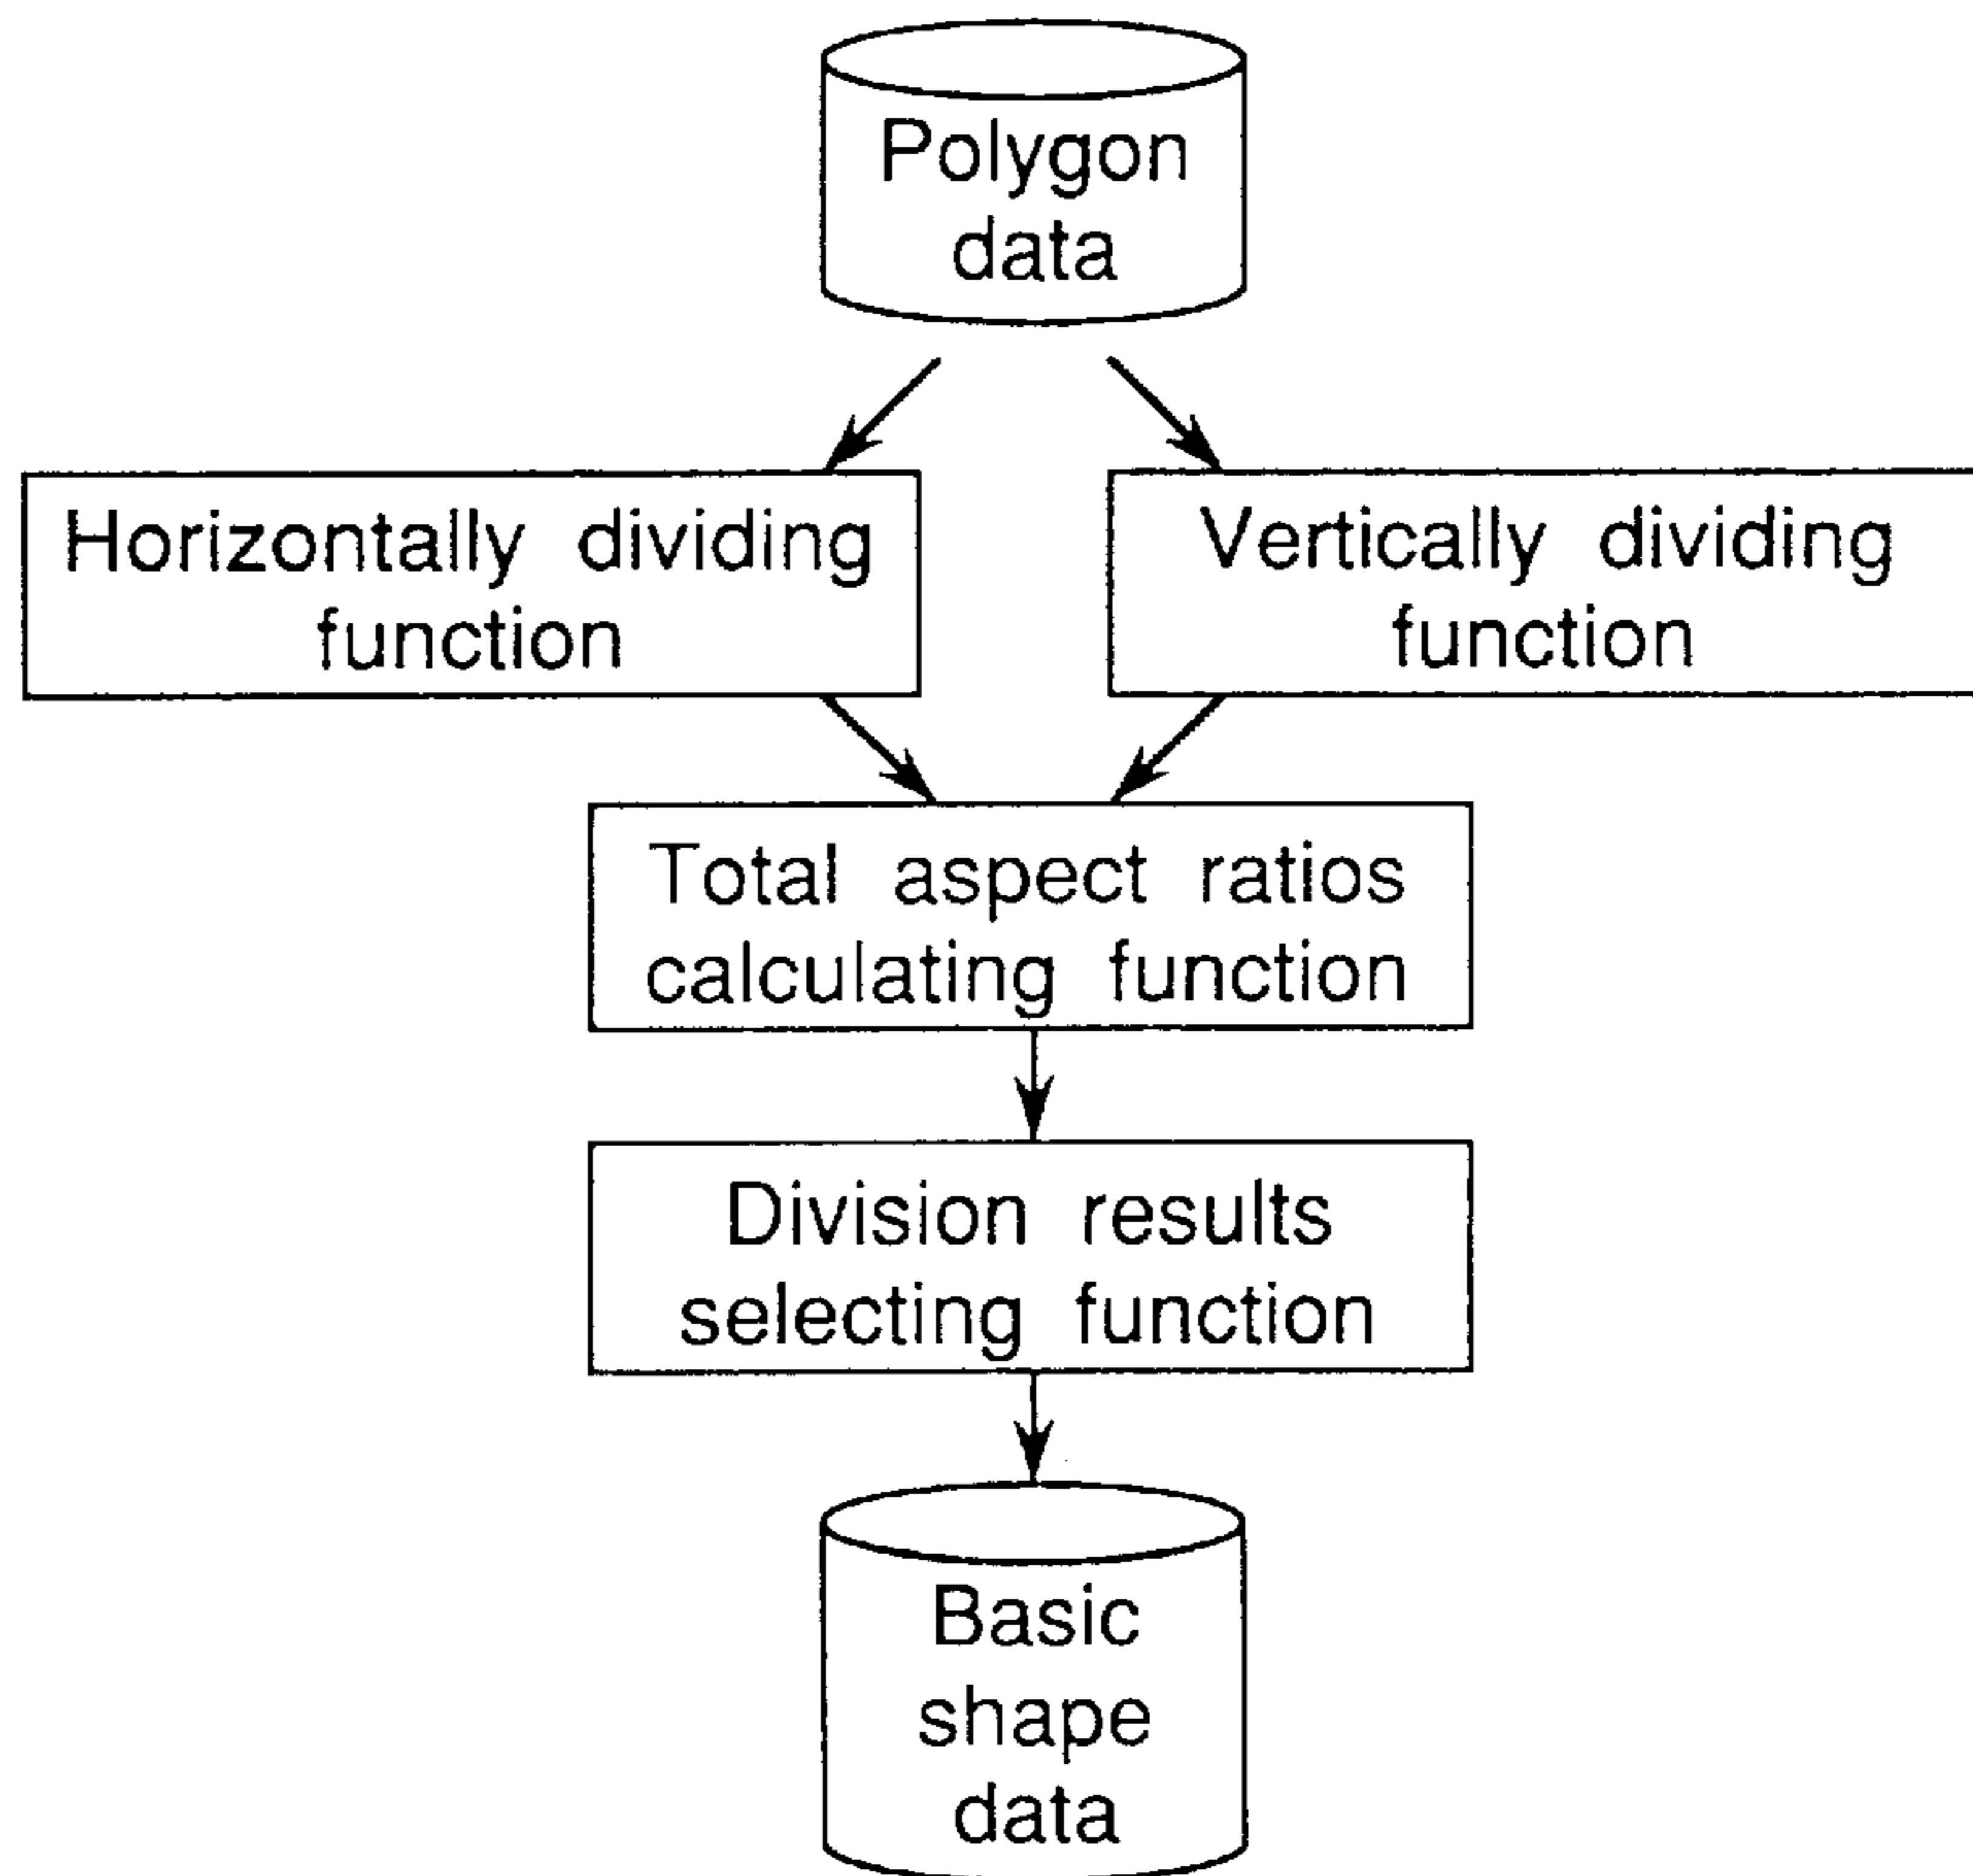 Polygon
data
Horizontally dividing
function
Vertically dividing
function
Total aspect ratios
calculating function
Division results
selecting function
Basic
shape
data